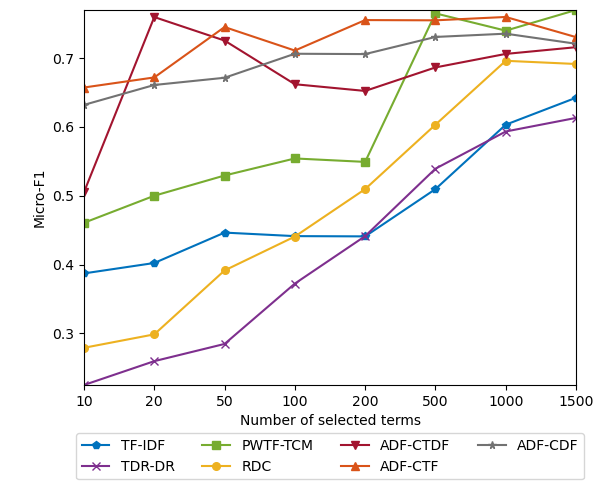 0.7
0.6
0.5
0.4
0.3
Micro-F1
10 20 50 100 200 500 1000 1500
Number of selected terms
TF-IDF PWTF-TCM ADF-CTDF ADF-CDF
TDR-DR RDC ADF-CTF